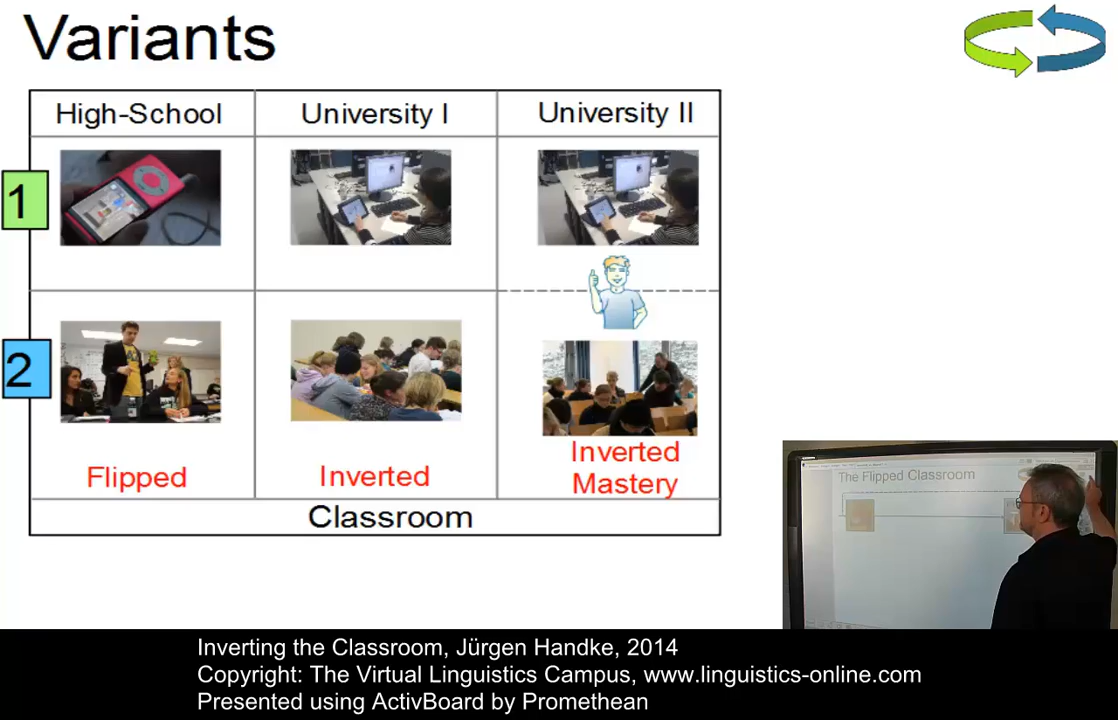 Variants
High-School
University I
University II
1
2
Flipped
Inverted
Inverted
Mastery
Classroom
The Flipped Classroom
Inverting the Classroom, Jürgen Handke, 2014
Copyright: The Virtual Linguistics Campus, www.linguistics-online.com
Presented using ActivBoard by Promethean